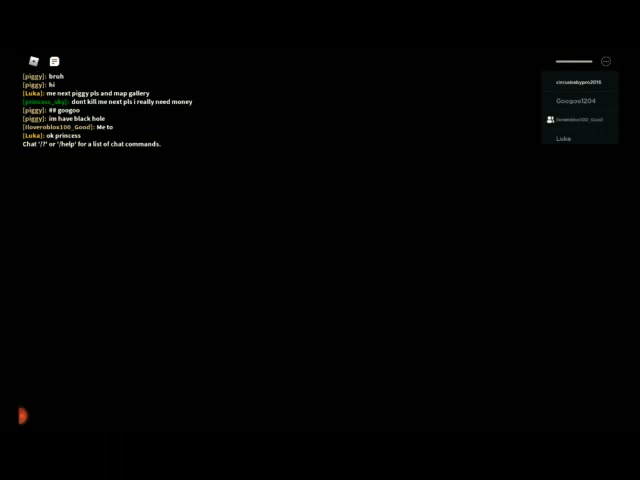 [piggy]: bruh
[piggy]: hi
[Luka]: me next piggy pls and map gallery
[princess_sky]: dont kill me next pls i really need money
[piggy]: ## googoo
[piggy]: im have black hole
[Iloveroblox100_Good]: Me to
[Luka]: ok princess
Chat '/?' or '/help' for a list of chat commands.
circusbabypro2016
Googoo1204
Iloveroblox100_Good
Luka